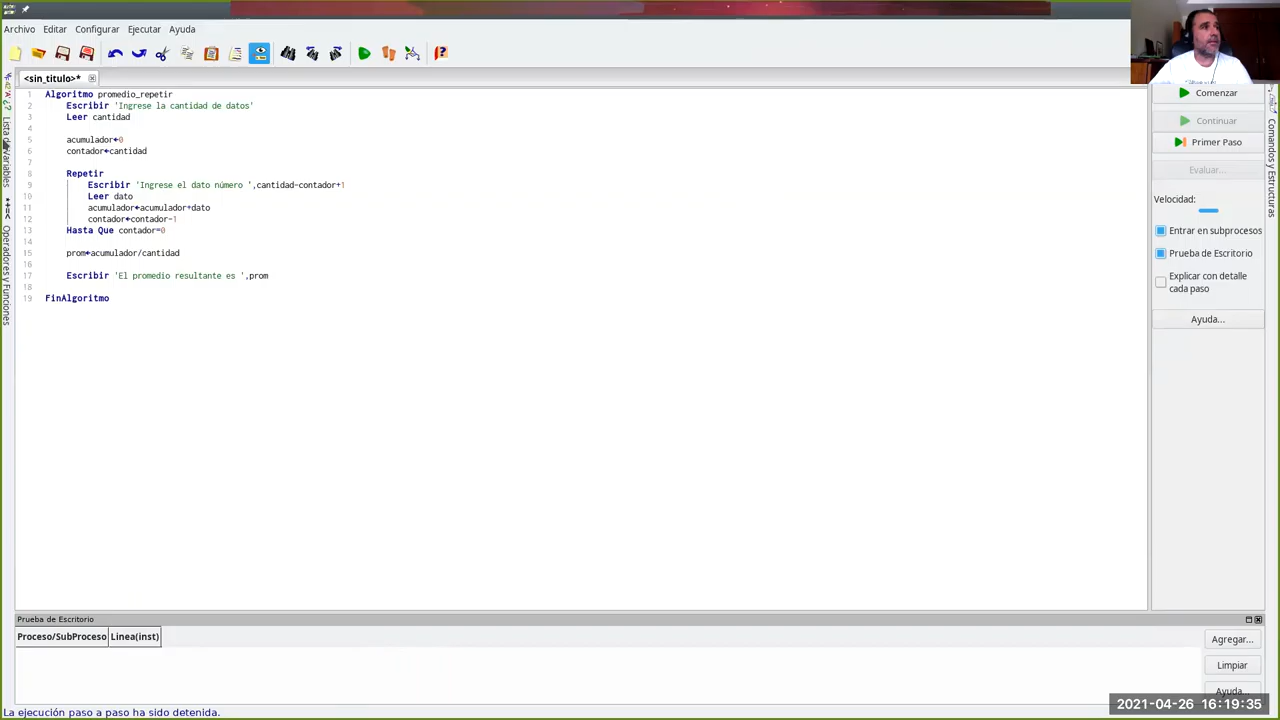 Archivo Editar Configurar Ejecutar Ayuda
<sin_titulo>*
1 Algoritmo promedio_repetir
2 Escribir 'Ingrese la cantidad de datos'
3 Leer cantidad
4
5 acumulador←0
6 contador←cantidad
7
8 Repetir
9 Escribir 'Ingrese el dato número ',cantidad-contador+1
10 Leer dato
11 acumulador←acumulador+dato
12 contador←contador-1
13 Hasta Que contador=0
14
15 prom←acumulador/cantidad
16
17 Escribir 'El promedio resultante es ',prom
18
19 FinAlgoritmo
Lista de Variables
*+=< Operadores y Funciones
Comenzar
Continuar
Primer Paso
Evaluar...
Velocidad:
Entrar en subprocesos
Prueba de Escritorio
Explicar con detalle
cada paso
Ayuda...
Comandos y Estructuras
Prueba de Escritorio
Proceso/SubProceso Linea(inst)
Agregar...
Limpiar
Ayuda...
La ejecución paso a paso ha sido detenida.
2021-04-26 16:19:35